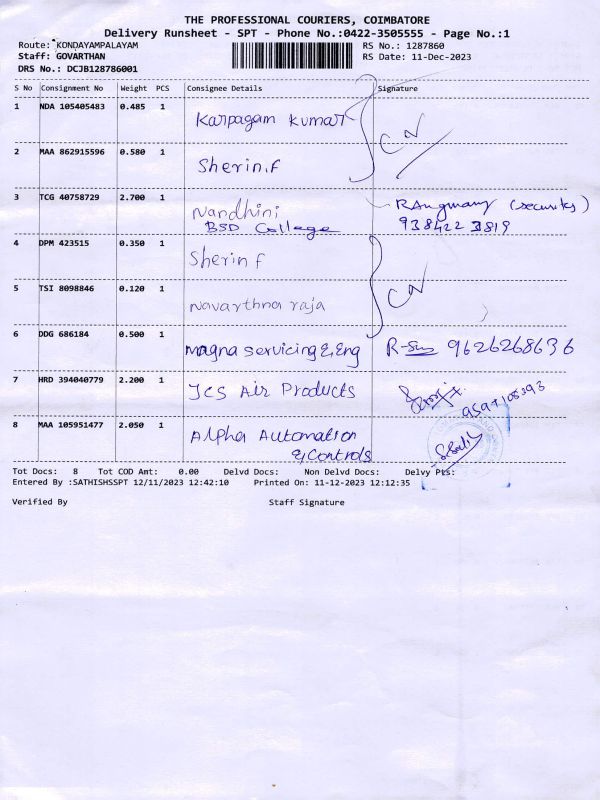 THE PROFESSIONAL COURIERS, COIMBATORE
Delivery Runsheet - SPT - Phone No.:0422-3505555 - Page No.:1
Route: KONDAYAMPALAYAM RS No.: 1287860
Staff: GOVARTHAN RS Date: 11-Dec-2023
DRS No.: DCJB128786001
S No Consignment No Weight PCS Consignee Details Signature
1 NDA 105405483 0.485 1 Karpagam kumar
CN
2 MAA 862915596 0.580 1 Sherin.f
3 TCG 40758729 2.700 1 Nandhini (security)
BSD College 938422 3819
4 DPM 423515 0.350 1 Sherin f
CN
5 TSI 8098846 0.120 1 Navarthna raja
6 DDG 686184 0.500 1 Magna servicing & Eng 9626268636
7 HRD 394040779 2.200 1 JCS Air Products
8 MAA 105951477 2.050 1 Alpha Automation
& Controls
Tot Docs: 8 Tot COD Amt: 0.00 Delvd Docs: Non Delvd Docs: Delvy Pts:
Entered By :SATHISHSSPT 12/11/2023 12:42:10 Printed On: 11-12-2023 12:12:35
Verified By Staff Signature